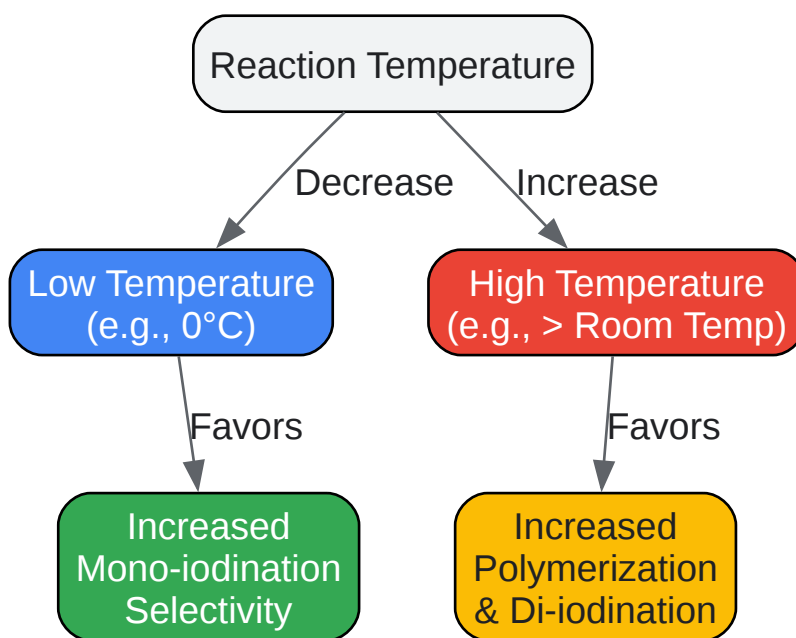 Reaction Temperature
Decrease
Increase
Low Temperature
(e.g., 0°C)
High Temperature
(e.g., > Room Temp)
Favors
Favors
Increased
Mono-iodination
Selectivity
Increased
Polymerization
& Di-iodination